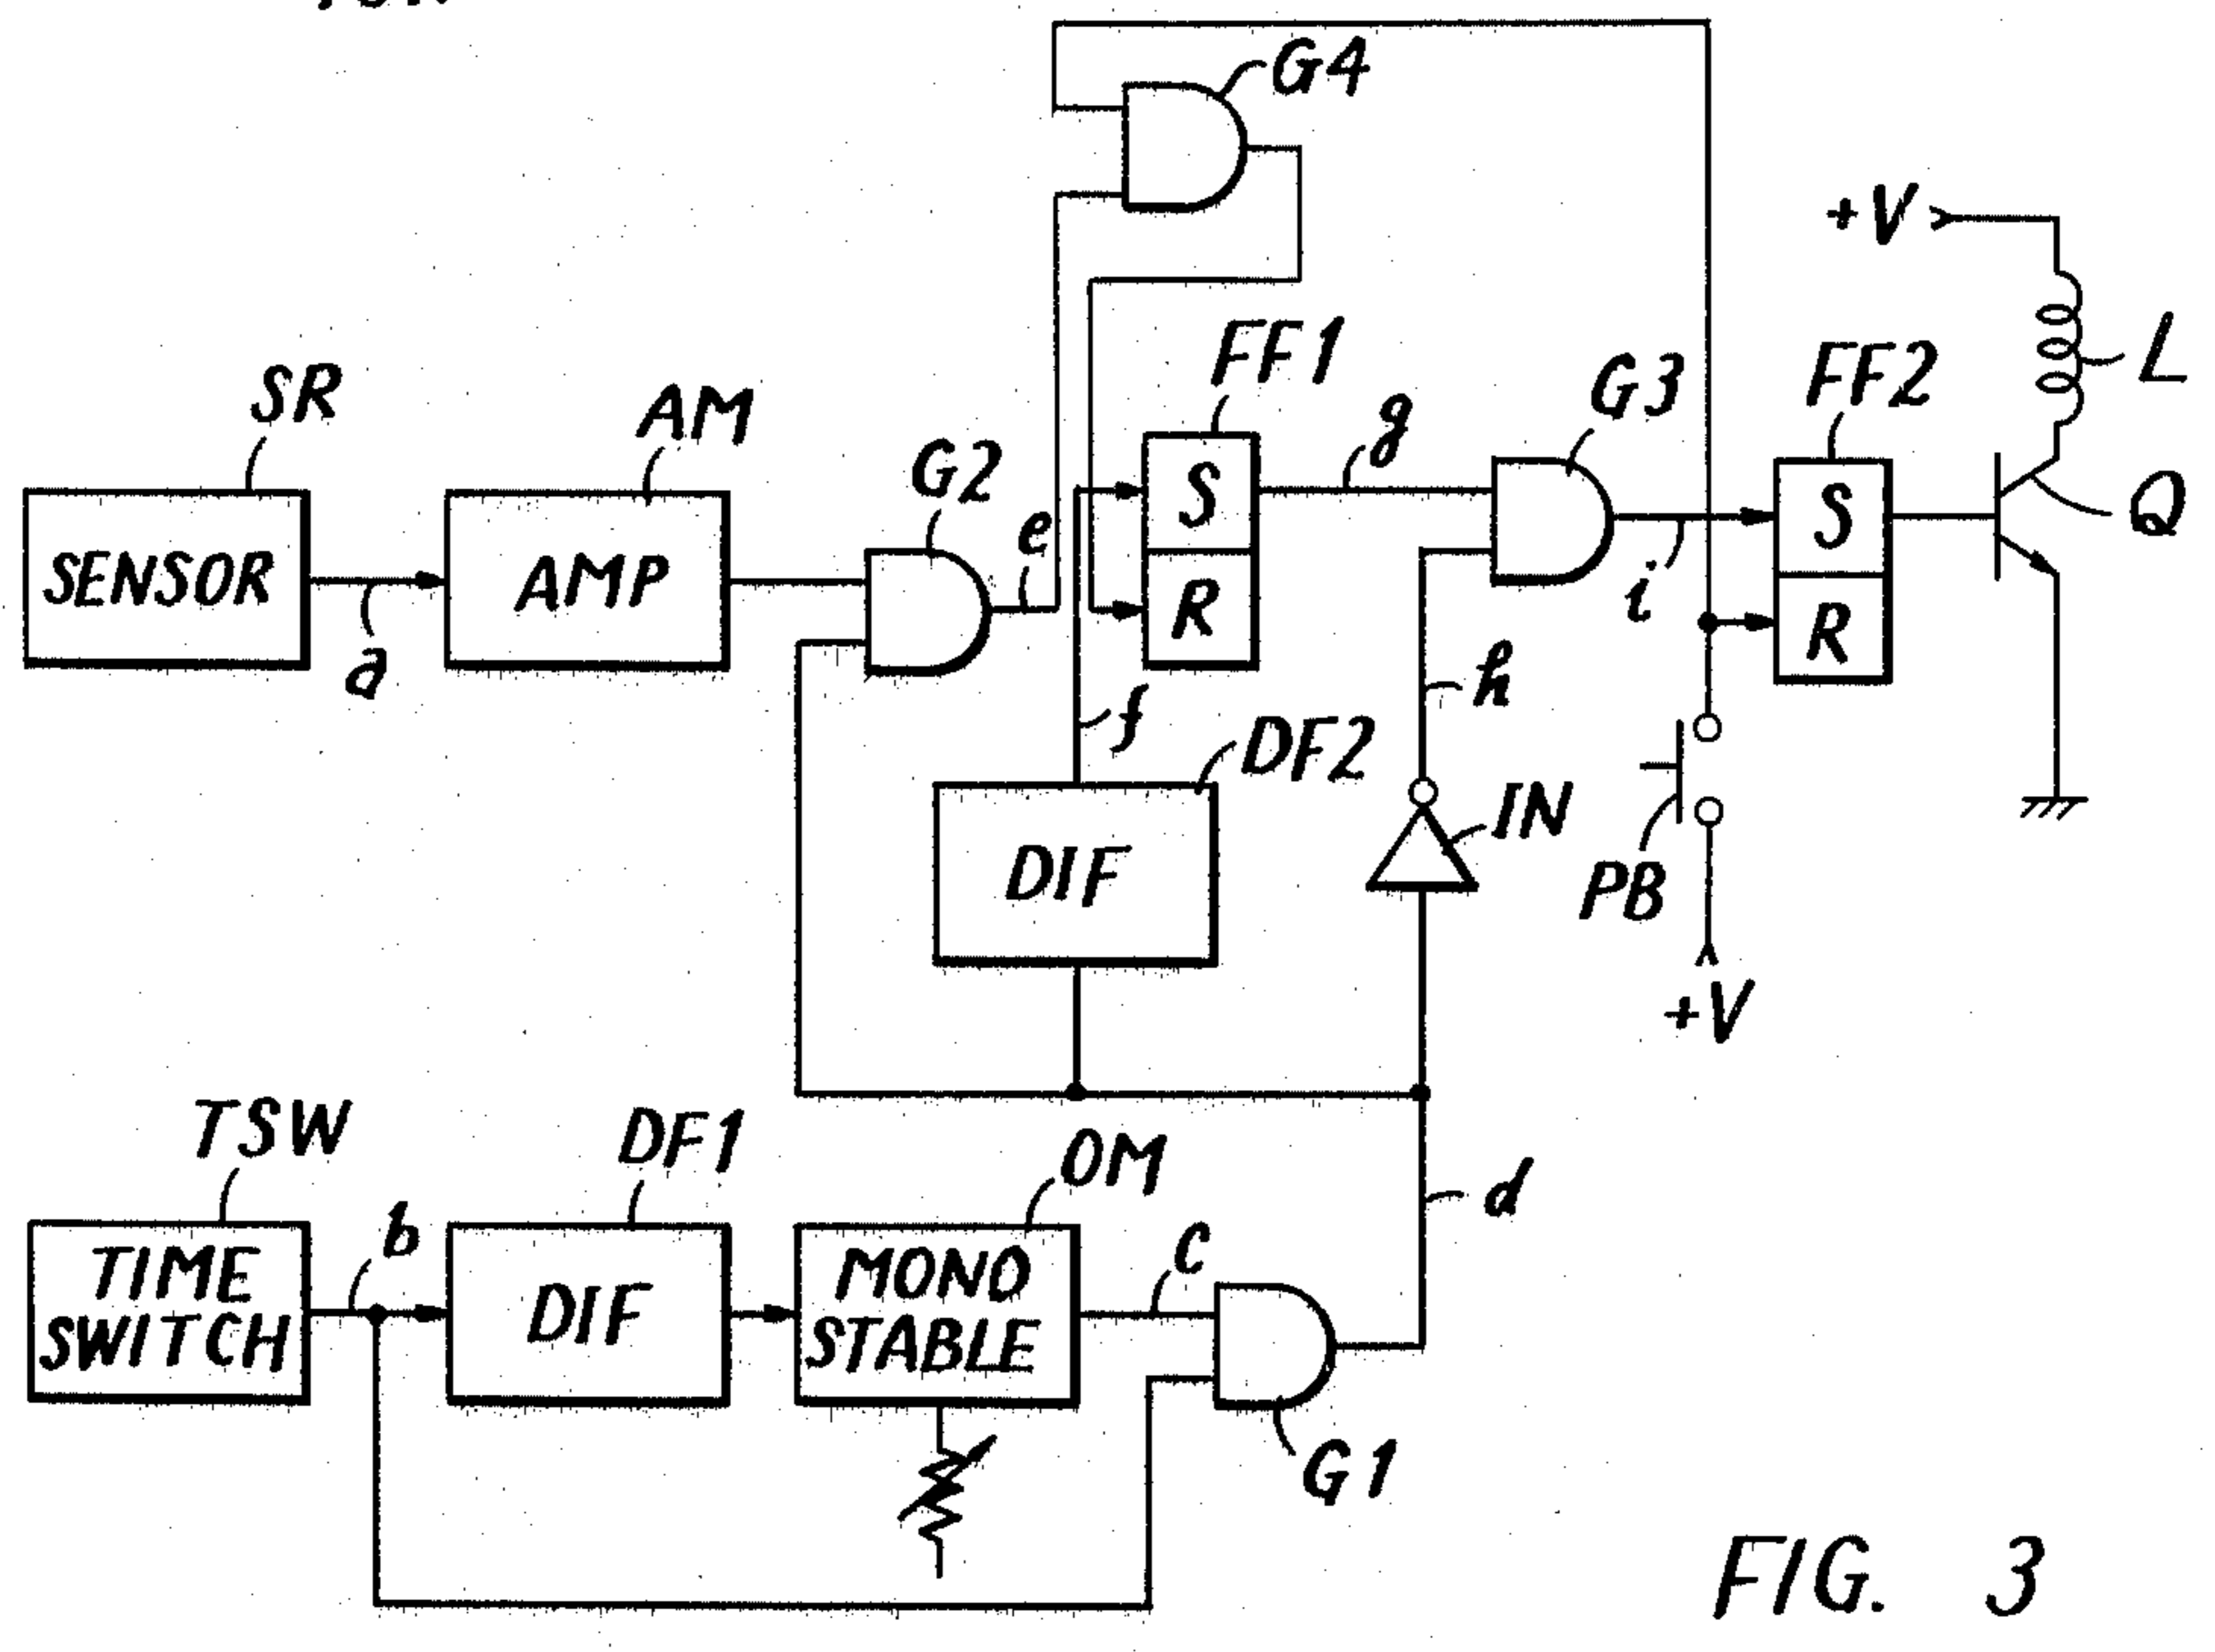 G4
+V
L
FF1
FF2
G3
SR
AM
G2
g
S
R
S
R
Q
SENSOR
AMP
e
i
a
h
f
DF2
IN
DIF
PB
+V
TSW
DF1
OM
d
b
C
TIME
SWITCH
DIF
MONO
STABLE
G1
FIG. 3